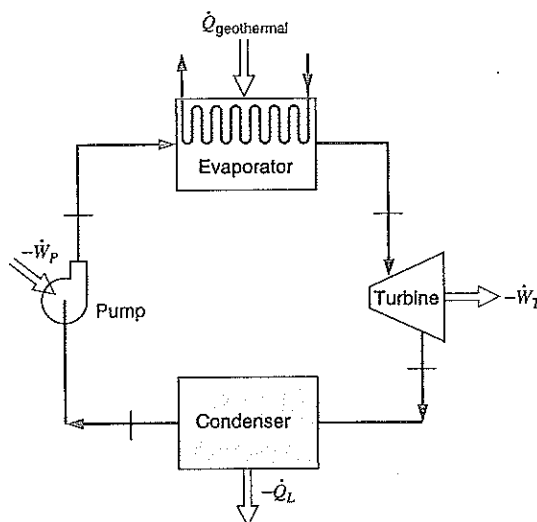 Q̇geothermal
Evaporator
−ẆP
Pump
Turbine
−ẆT
Condenser
−Q̇L